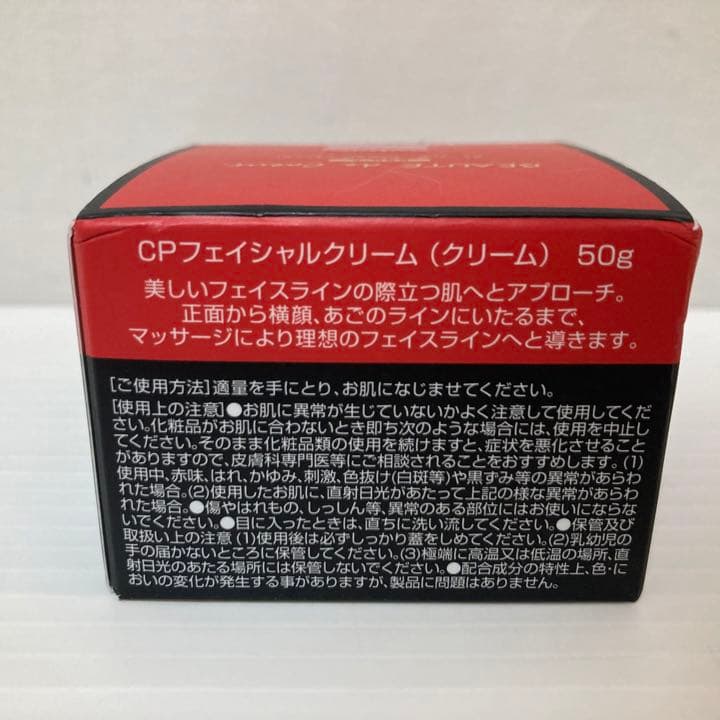 BEAUTÉ de Coeur
CPフェイシャルクリーム（クリーム） 50g
美しいフェイスラインの際立つ肌へとアプローチ。
正面から横顔、あごのラインにいたるまで、
マッサージにより理想のフェイスラインへと導きます。
[ご使用方法]適量を手にとり、お肌になじませてください。
[使用上の注意]●お肌に異常が生じていないかよく注意して使用してくだ
さい。化粧品がお肌に合わないとき即ち次のような場合には、使用を中止し
てください。そのまま化粧品類の使用を続けますと、症状を悪化させること
がありますので、皮膚科専門医等にご相談されることをおすすめします。(1)
使用中、赤味、はれ、かゆみ、刺激、色抜け(白斑等)や黒ずみ等の異常があらわ
れた場合。(2)使用したお肌に、直射日光があたって上記の様な異常があらわ
れた場合。●傷やはれもの、しっしん等、異常のある部位にはお使いにならな
いでください。●目に入ったときは、直ちに洗い流してください。●保管及び
取扱い上の注意 (1)使用後は必ずしっかり蓋をしめてください。(2)乳幼児の
手の届かないところに保管してください。(3)極端に高温又は低温の場所、直
射日光のあたる場所には保管しないでください。●配合成分の特性上、色・に
おいの変化が発生する事がありますが、製品に問題はありません。